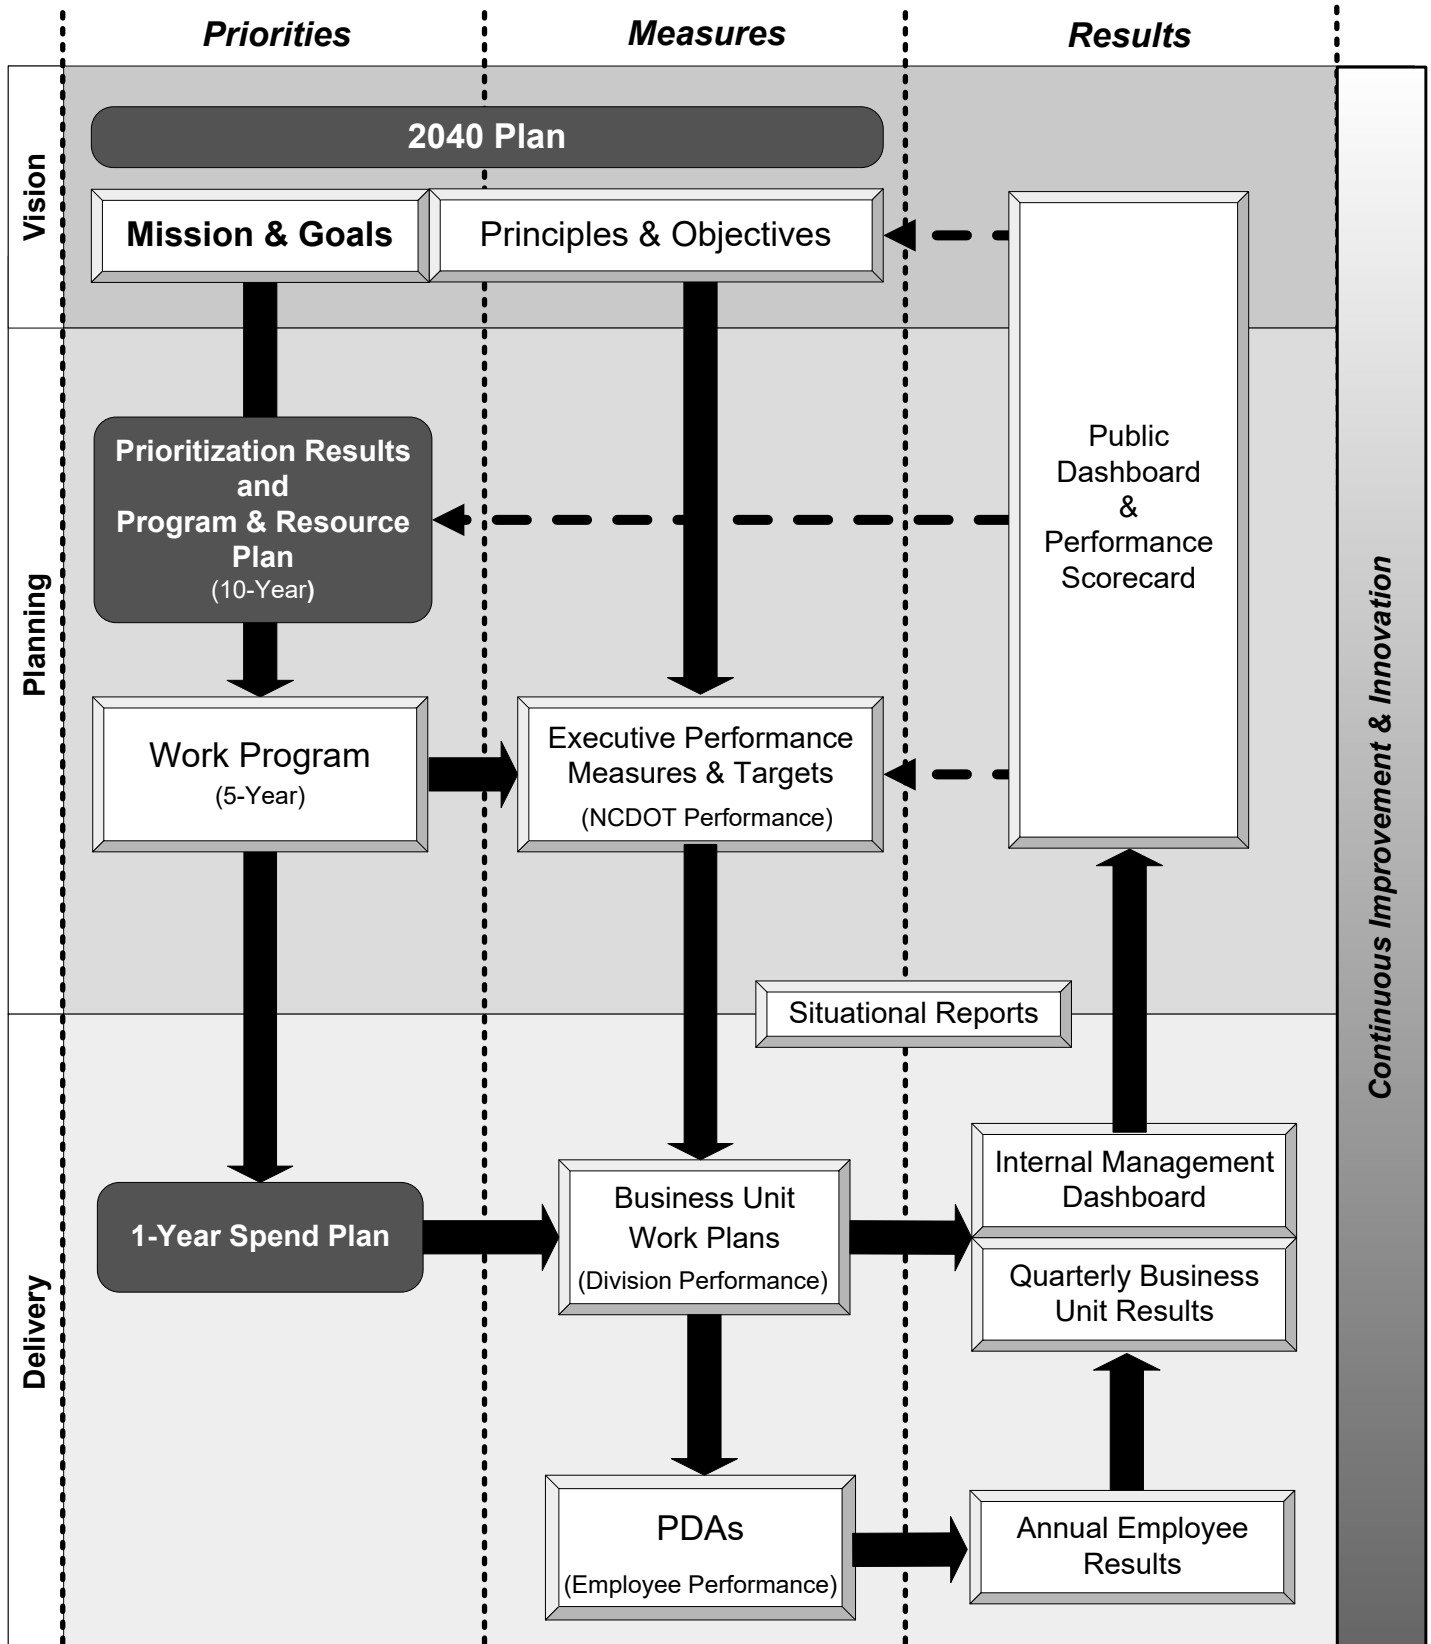 Priorities
Measures
Results
Vision
2040 Plan
Mission & Goals
Principles & Objectives
Planning
Prioritization Results
and
Program & Resource
Plan
(10-Year)
Public
Dashboard
&
Performance
Scorecard
Work Program
(5-Year)
Executive Performance
Measures & Targets
(NCDOT Performance)
Continuous Improvement & Innovation
Situational Reports
Delivery
1-Year Spend Plan
Business Unit
Work Plans
(Division Performance)
Internal Management
Dashboard
Quarterly Business
Unit Results
PDAs
(Employee Performance)
Annual Employee
Results